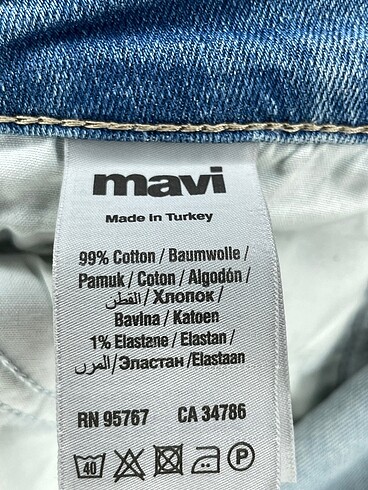 mavi
Made in Turkey
99% Cotton / Baumwolle /
Pamuk / Coton / Algodón /
القطن / Хлопок /
Bavlna / Katoen
1% Elastane / Elastan /
المرن / Эластан / Elastaan
RN 95767 CA 34786
40 P